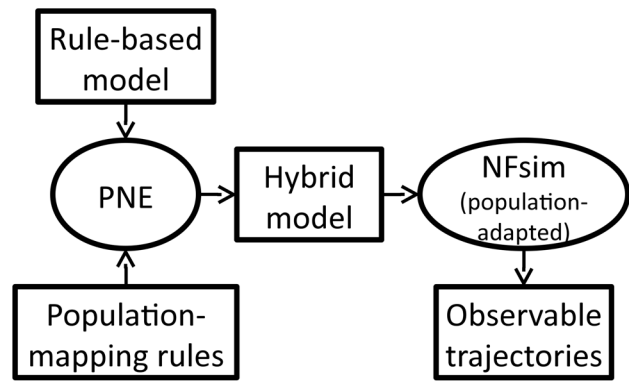 Rule-based
model
PNE
Population-
mapping rules
Hybrid
model
NFsim
(population-
adapted)
Observable
trajectories